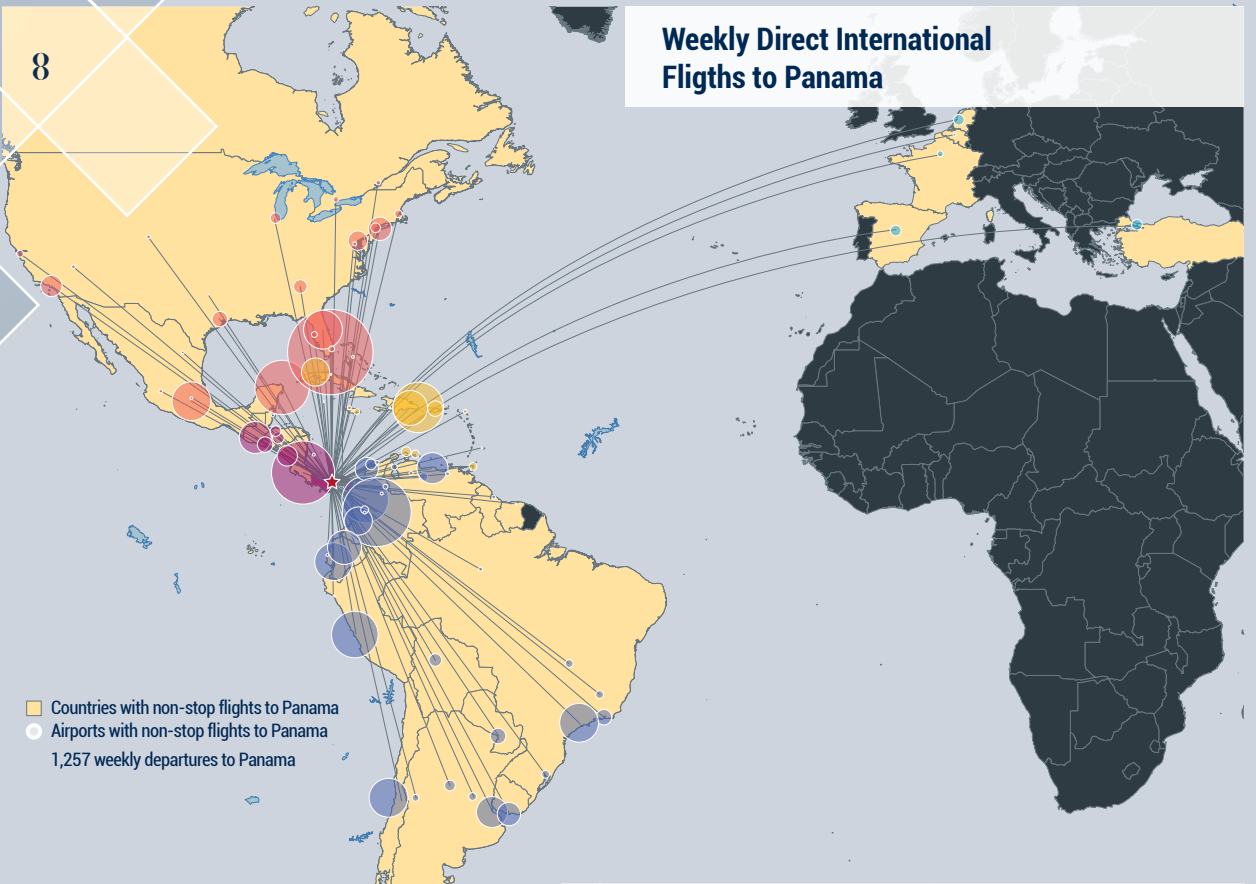 8
Weekly Direct International
Fligths to Panama
Countries with non-stop flights to Panama
Airports with non-stop flights to Panama
1,257 weekly departures to Panama